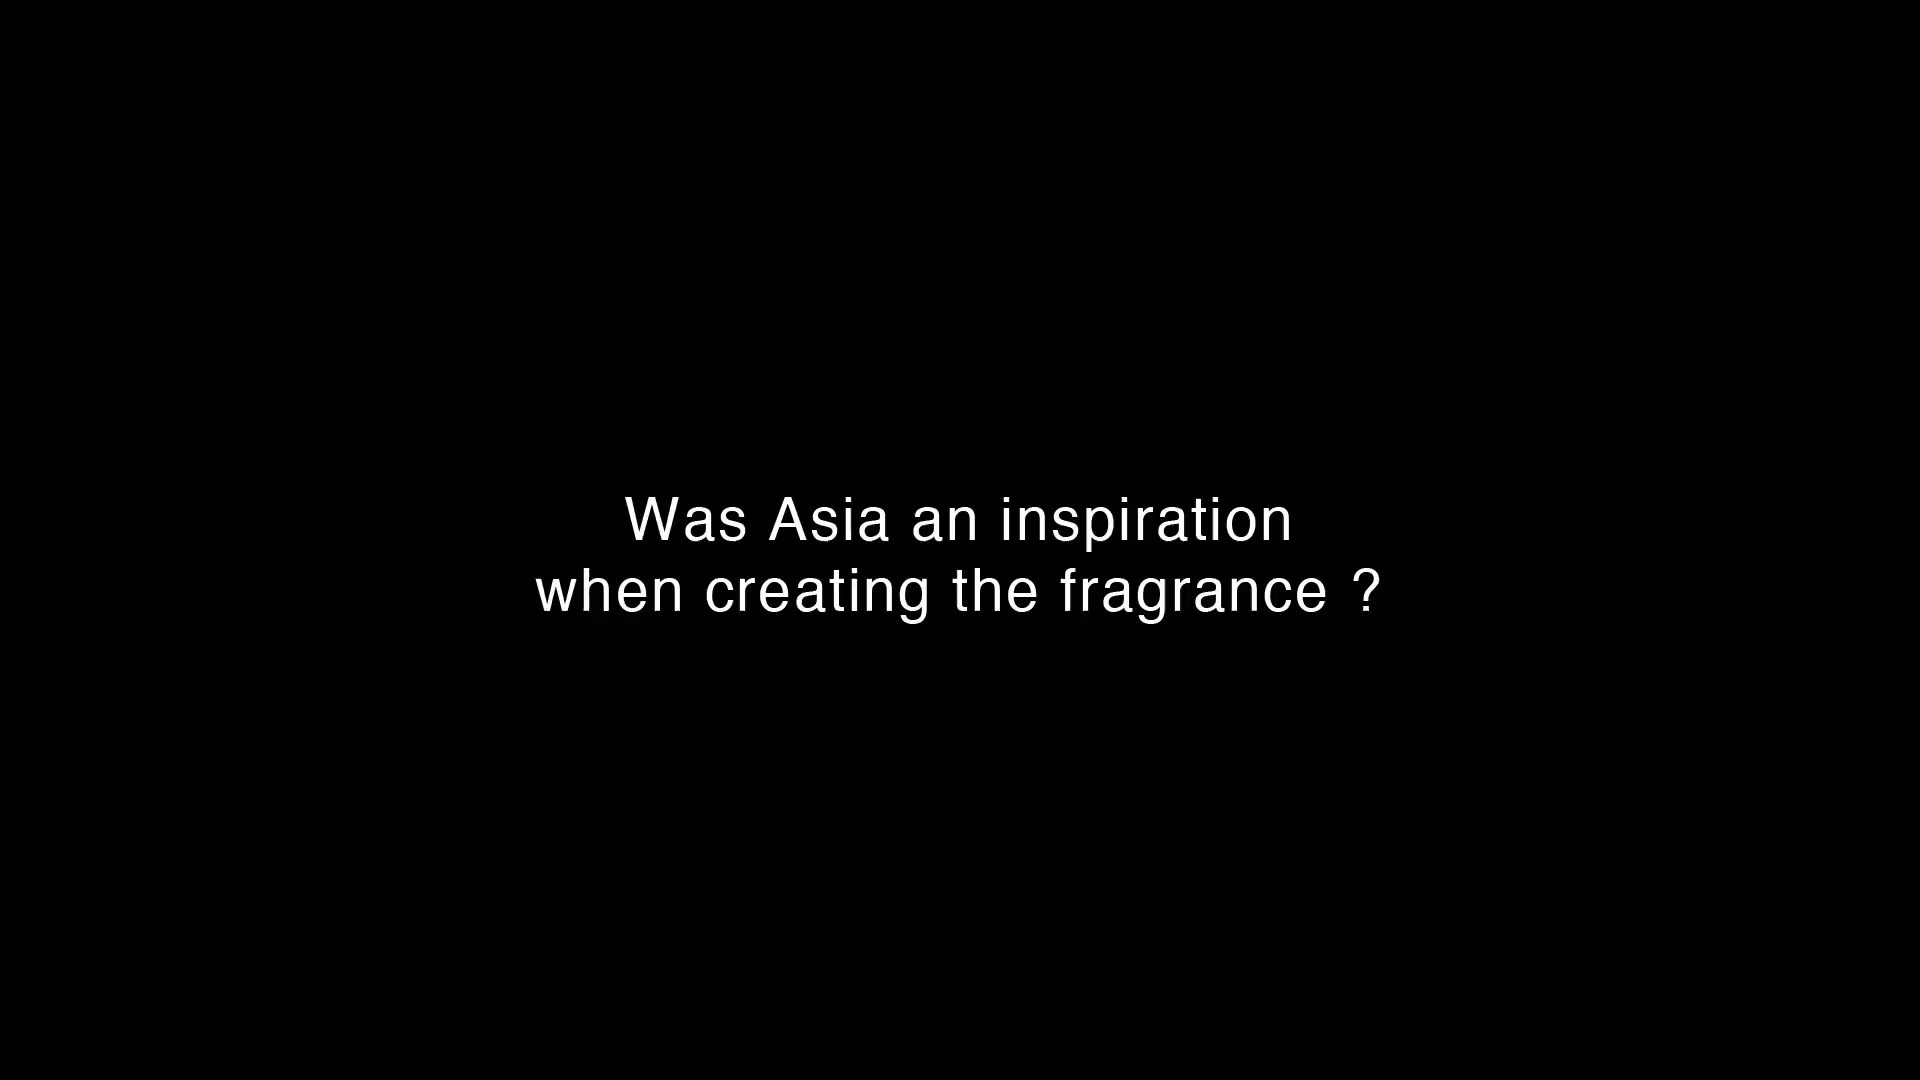 Was Asia an inspiration
when creating the fragrance ?